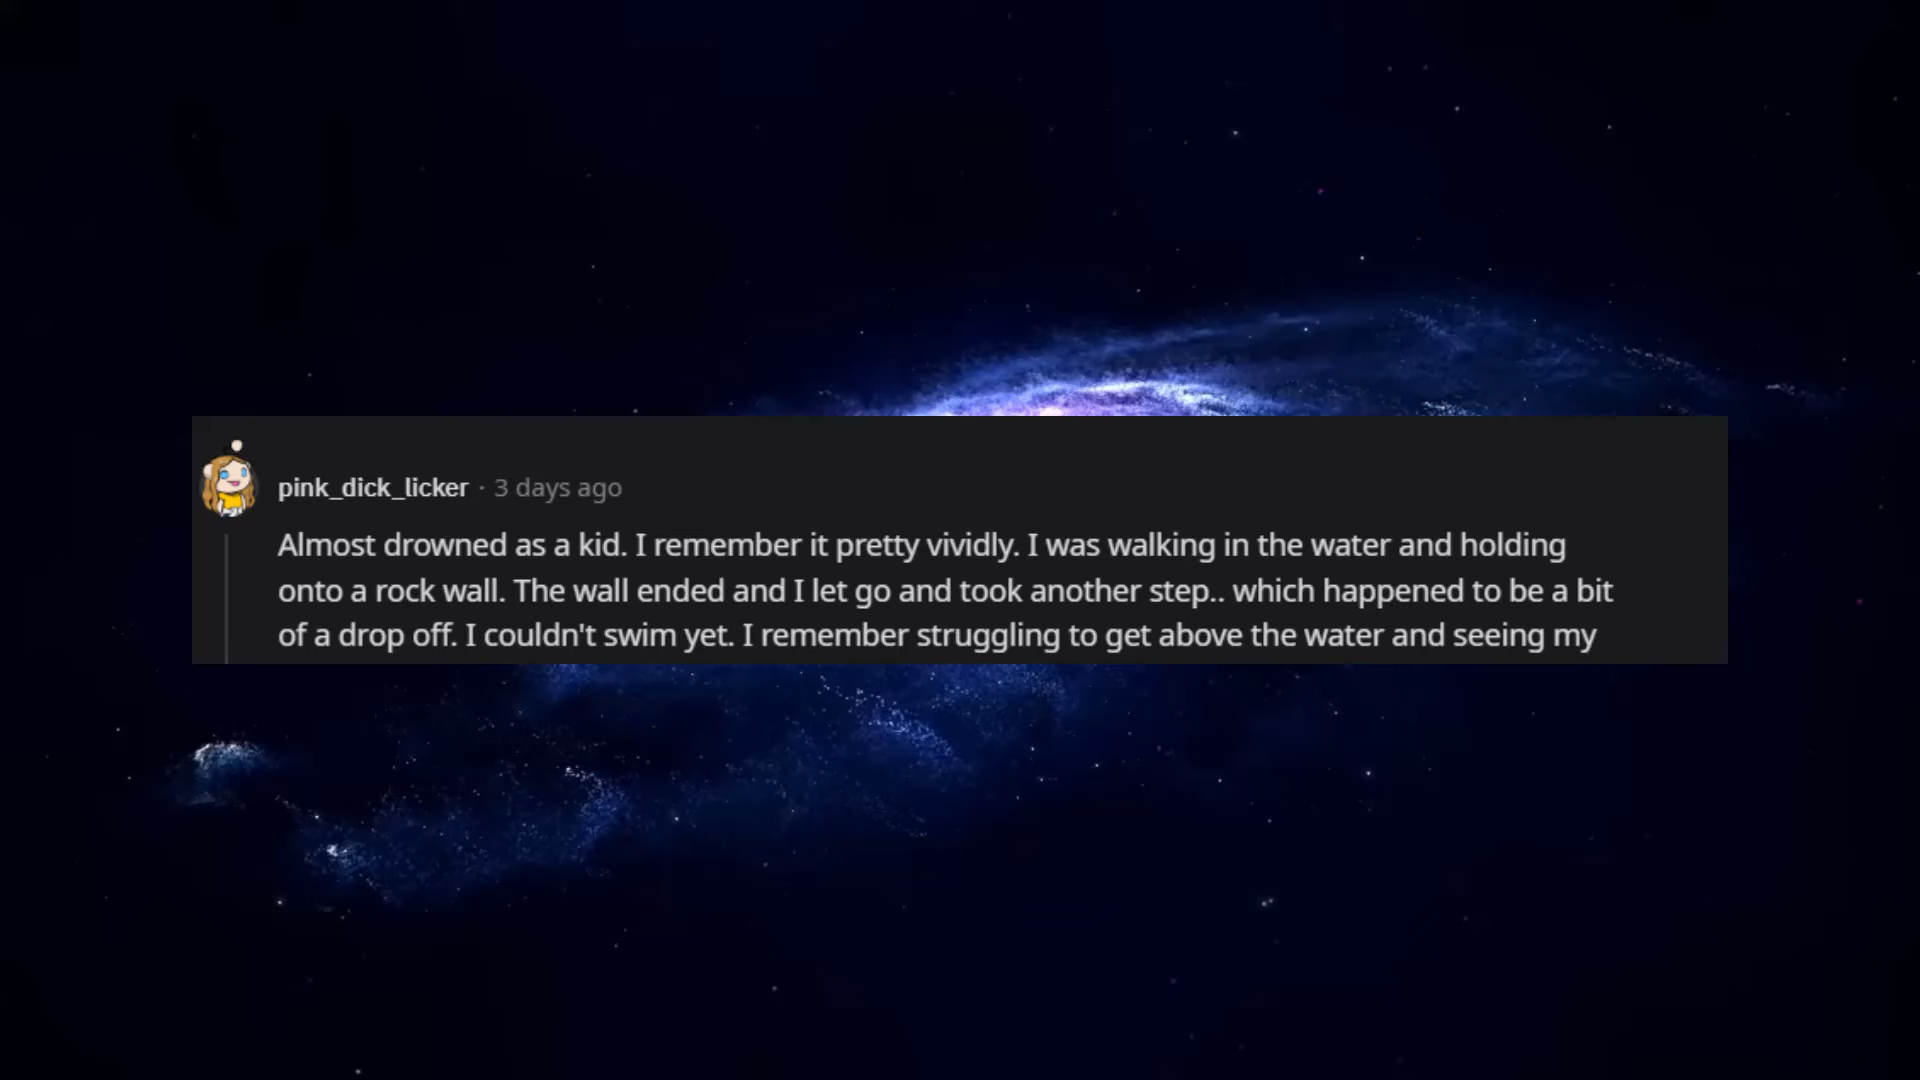 pink_dick_licker · 3 days ago
Almost drowned as a kid. I remember it pretty vividly. I was walking in the water and holding
onto a rock wall. The wall ended and I let go and took another step.. which happened to be a bit
of a drop off. I couldn't swim yet. I remember struggling to get above the water and seeing my